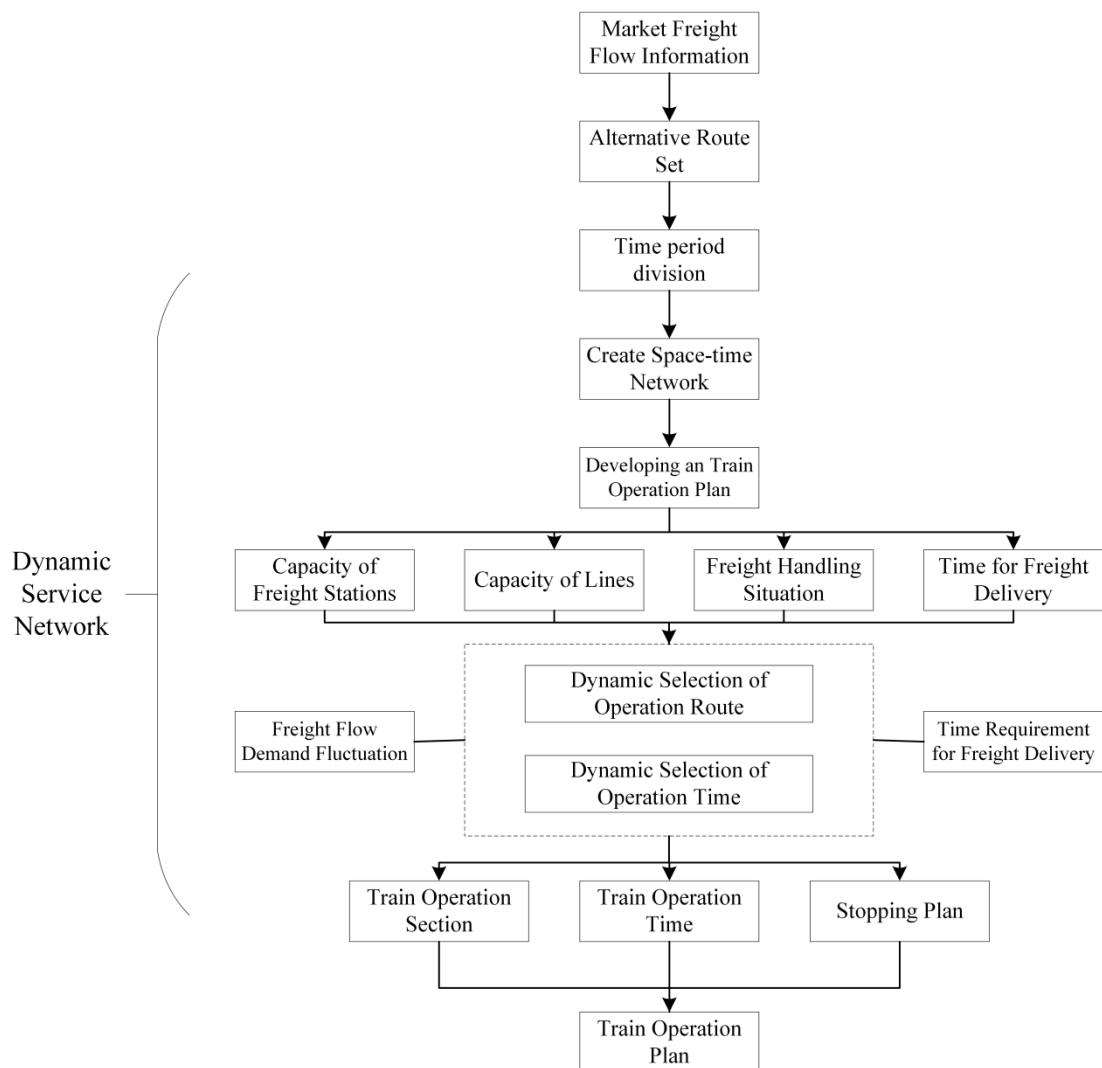 Market Freight
Flow Information
Alternative Route
Set
Time period
division
Create Space-time
Network
Developing an Train
Operation Plan
Dynamic
Service
Network
Capacity of
Freight Stations
Capacity of Lines
Freight Handling
Situation
Time for Freight
Delivery
Dynamic Selection of
Operation Route
Freight Flow
Demand Fluctuation
Time Requirement
for Freight Delivery
Dynamic Selection of
Operation Time
Train Operation
Section
Train Operation
Time
Stopping Plan
Train Operation
Plan